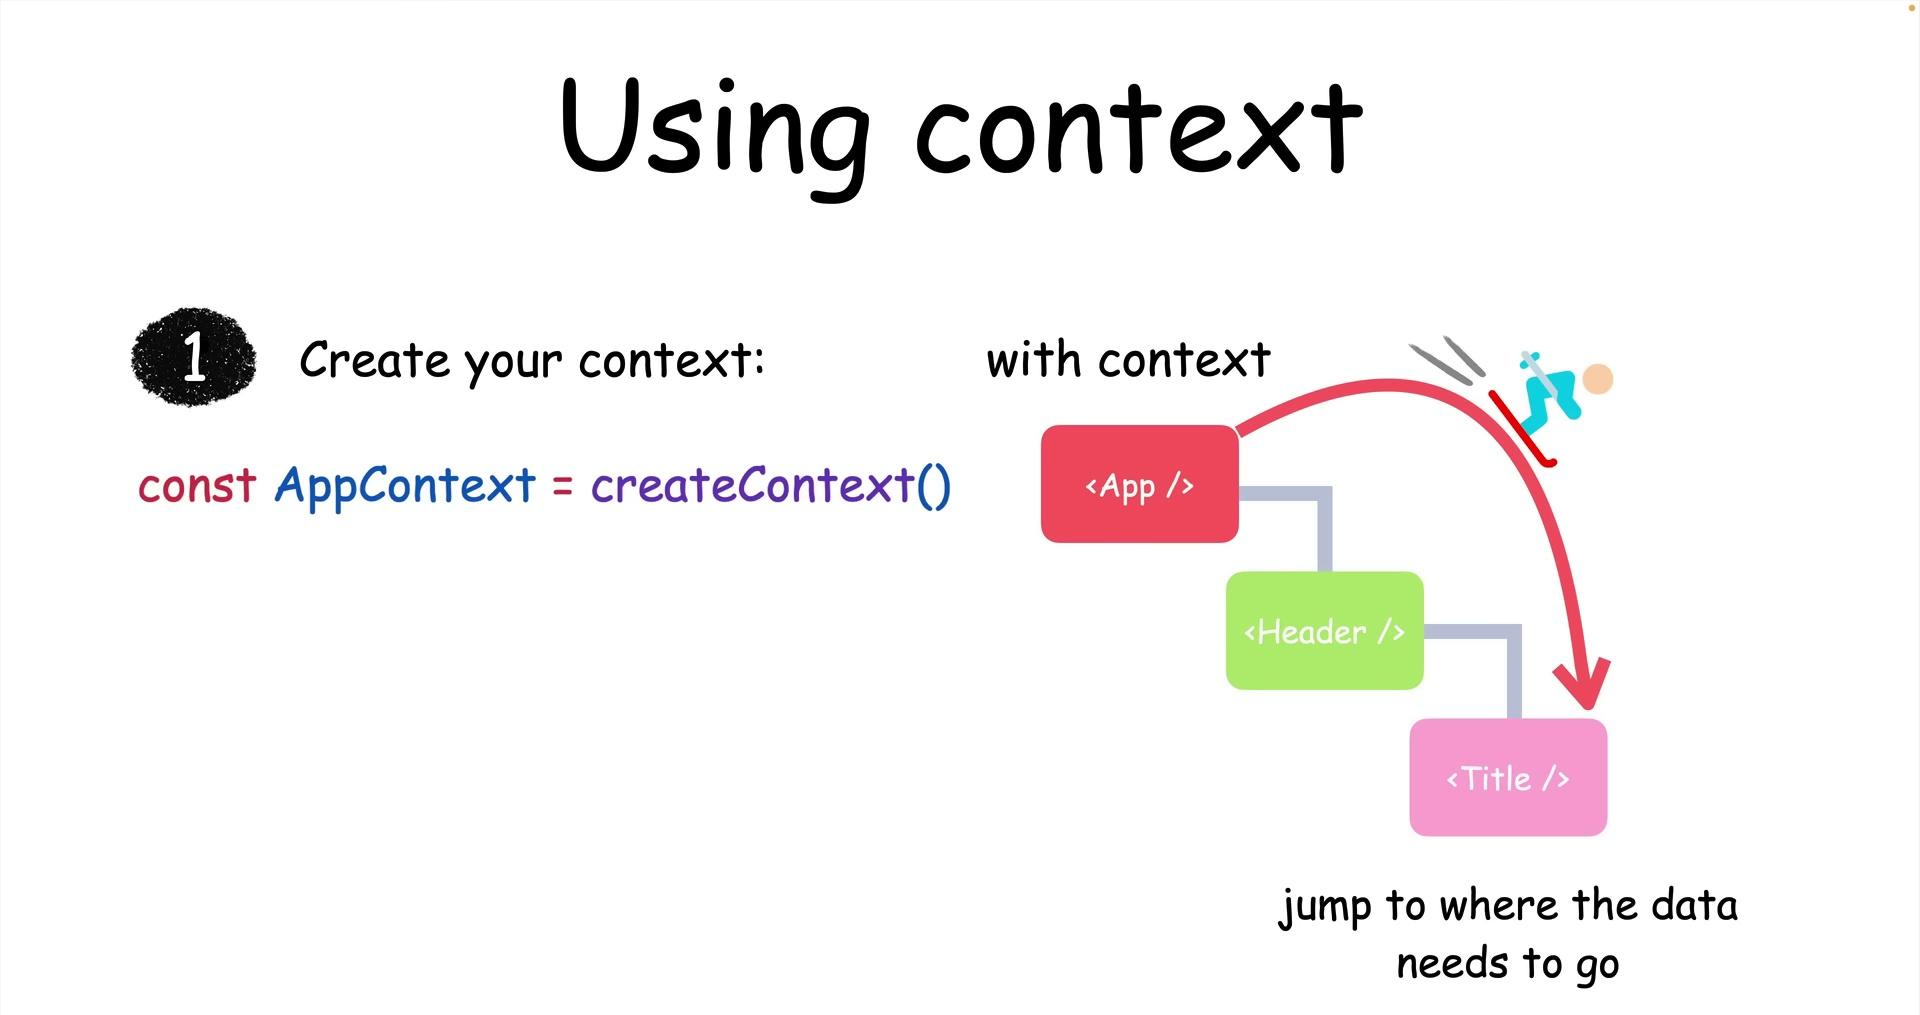 Using context
1
Create your context:
const AppContext = createContext()
with context
<App />
<Header />
<Title />
jump to where the data
needs to go